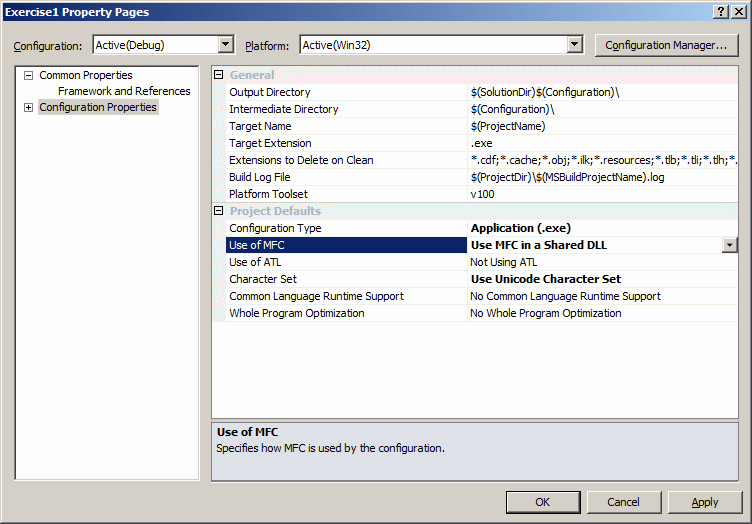 Exercise1 Property Pages
Configuration: Active(Debug) Platform: Active(Win32) Configuration Manager...
Common Properties
Framework and References
Configuration Properties
General
Output Directory $(SolutionDir)$(Configuration)\
Intermediate Directory $(Configuration)\
Target Name $(ProjectName)
Target Extension .exe
Extensions to Delete on Clean *.cdf;*.cache;*.obj;*.ilk;*.resources;*.tlb;*.tli;*.tlh;*.
Build Log File $(ProjectDir)\$(MSBuildProjectName).log
Platform Toolset v100
Project Defaults
Configuration Type Application (.exe)
Use of MFC Use MFC in a Shared DLL
Use of ATL Not Using ATL
Character Set Use Unicode Character Set
Common Language Runtime Support No Common Language Runtime Support
Whole Program Optimization No Whole Program Optimization
Use of MFC
Specifies how MFC is used by the configuration.
OK Cancel Apply